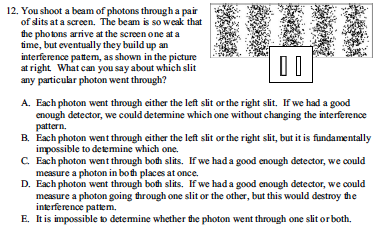 12. You shoot a beam of photons through a pair
of slits at a screen. The beam is so weak that
the photons arrive at the screen one at a
time, but eventually they build up an
interference pattern, as shown in the picture
at right. What can you say about which slit
any particular photon went through?
A. Each photon went through either the left slit or the right slit. If we had a good
enough detector, we could determine which one without changing the interference
pattern.
B. Each photon went through either the left slit or the right slit, but it is fundamentally
impossible to determine which one.
C. Each photon went through both slits. If we had a good enough detector, we could
measure a photon in both places at once.
D. Each photon went through both slits. If we had a good enough detector, we could
measure a photon going through one slit or the other, but this would destroy the
interference pattern.
E. It is impossible to determine whether the photon went through one slit or both.